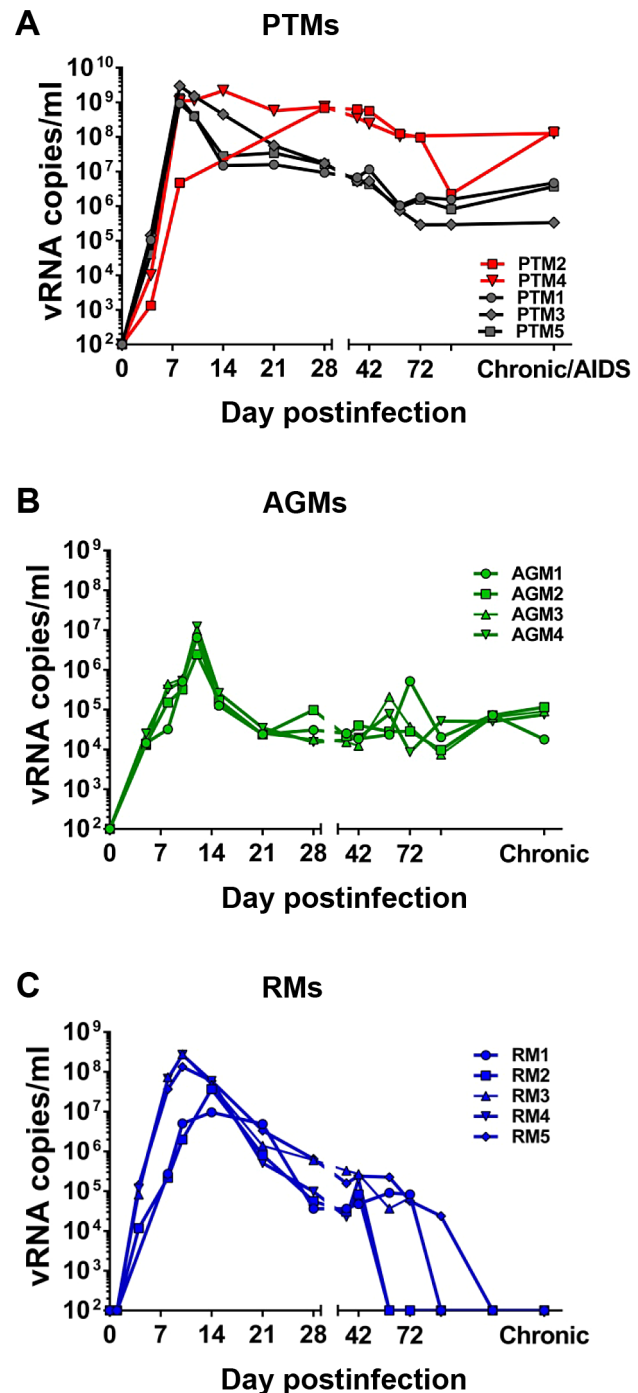 A
PTMs
vRNA copies/ml
10^10
10^9
10^8
10^7
10^6
10^5
10^4
10^3
10^2
PTM2
PTM4
PTM1
PTM3
PTM5
0 7 14 21 28 42 72 Chronic/AIDS
Day postinfection
B
AGMs
vRNA copies/ml
10^9
10^8
10^7
10^6
10^5
10^4
10^3
10^2
AGM1
AGM2
AGM3
AGM4
0 7 14 21 28 42 72 Chronic
Day postinfection
C
RMs
vRNA copies/ml
10^9
10^8
10^7
10^6
10^5
10^4
10^3
10^2
RM1
RM2
RM3
RM4
RM5
0 7 14 21 28 42 72 Chronic
Day postinfection